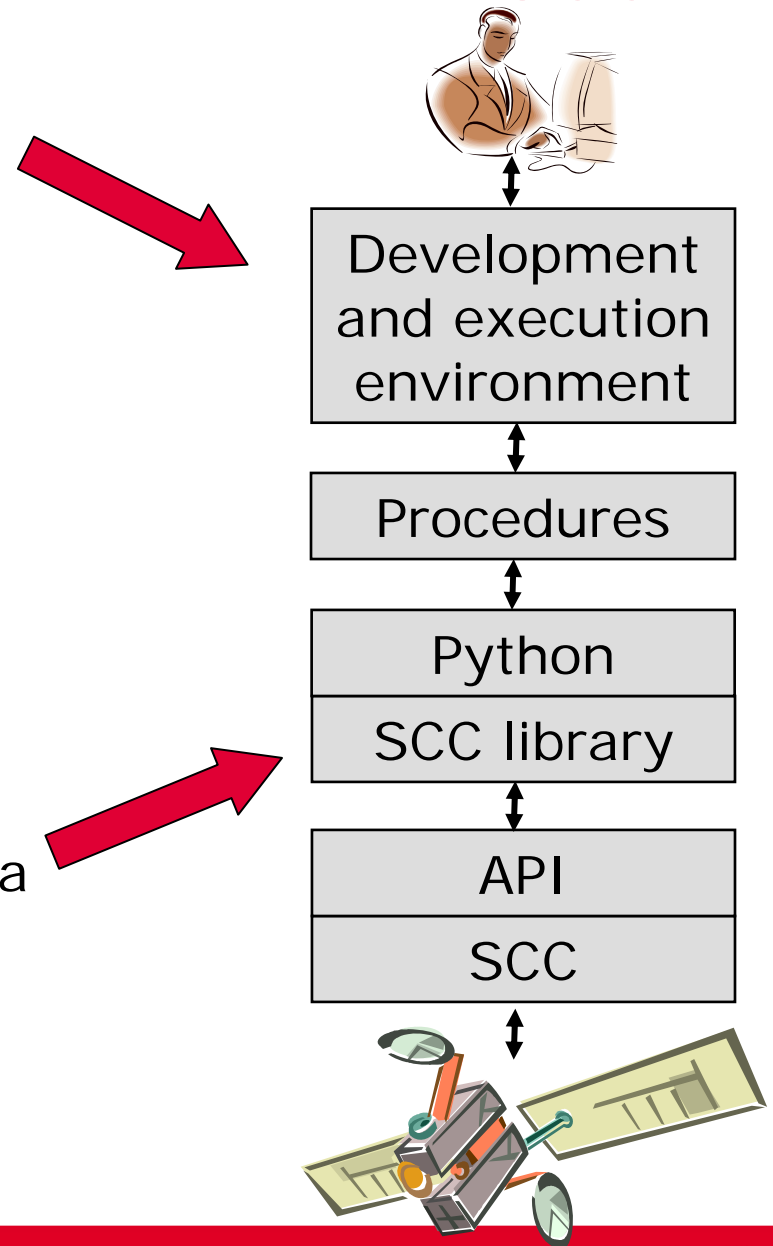 Development
and execution
environment
Procedures
Python
SCC library
a
API
SCC